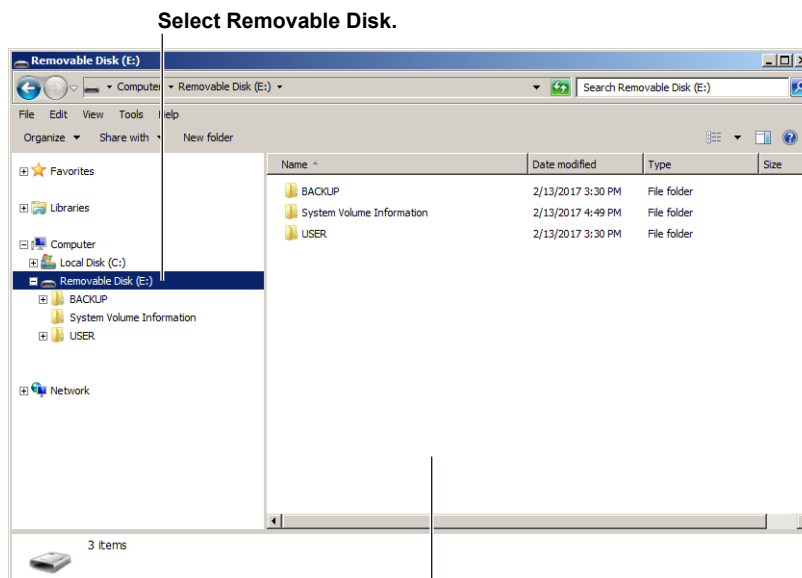 Select Removable Disk.
Removable Disk (E:)
Computer Removable Disk (E:)
Search Removable Disk (E:)
File Edit View Tools Help
Organize Share with New folder
Favorites
Libraries
Computer
Local Disk (C:)
Removable Disk (E:)
BACKUP
System Volume Information
USER
Network
Name Date modified Type Size
BACKUP 2/13/2017 3:30 PM File folder
System Volume Information 2/13/2017 4:49 PM File folder
USER 2/13/2017 3:30 PM File folder
3 items